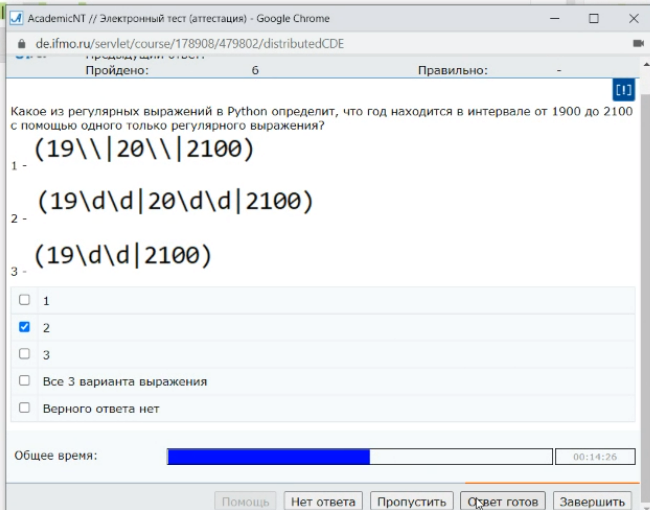 AcademicNT // Электронный тест (аттестация) - Google Chrome
de.ifmo.ru/servlet/course/178908/479802/distributedCDE
Пройдено: 6 Правильно: -
[!]
Какое из регулярных выражений в Python определит, что год находится в интервале от 1900 до 2100
с помощью одного только регулярного выражения?
1 - (19\\|20\\|2100)
2 - (19\d\d|20\d\d|2100)
3 - (19\d\d|2100)
1
2
3
Все 3 варианта выражения
Верного ответа нет
Общее время: 00:14:26
Помощь Нет ответа Пропустить Ответ готов Завершить